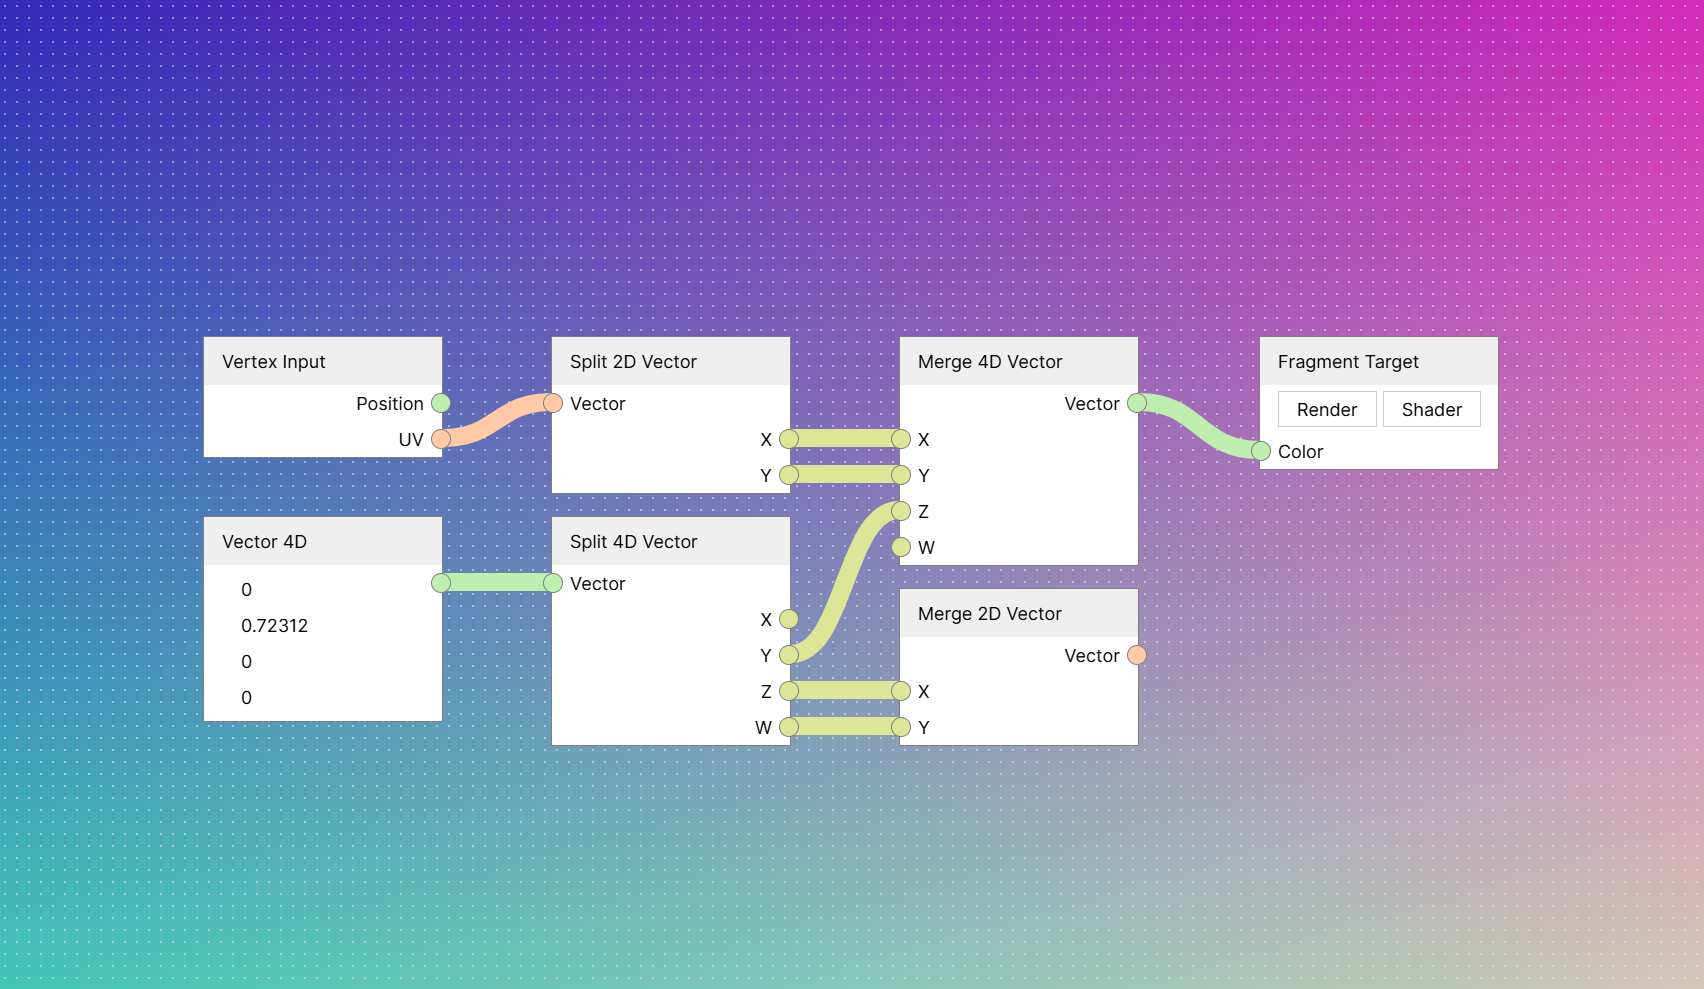 Vertex Input
Position
UV
Split 2D Vector
Vector
X
Y
Merge 4D Vector
Vector
X
Y
Z
W
Fragment Target
Render Shader
Color
Vector 4D
0
0.72312
0
0
Split 4D Vector
Vector
X
Y
Z
W
Merge 2D Vector
Vector
X
Y